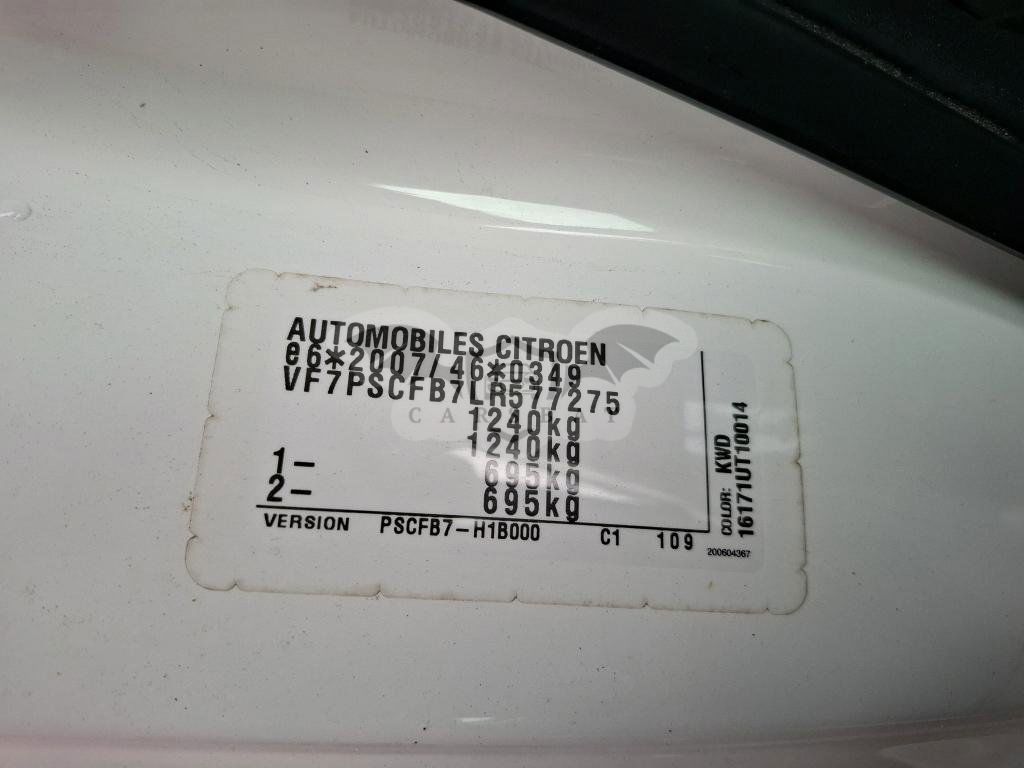 AUTOMOBILES CITROEN
e6*2007/46*0349
VF7PSCFB7LR577275
1240kg
1240kg
1- 695kg
2- 695kg
VERSION PSCFB7-H1B000 C1 109
COLOR: KWD
16171UT10014
200604367